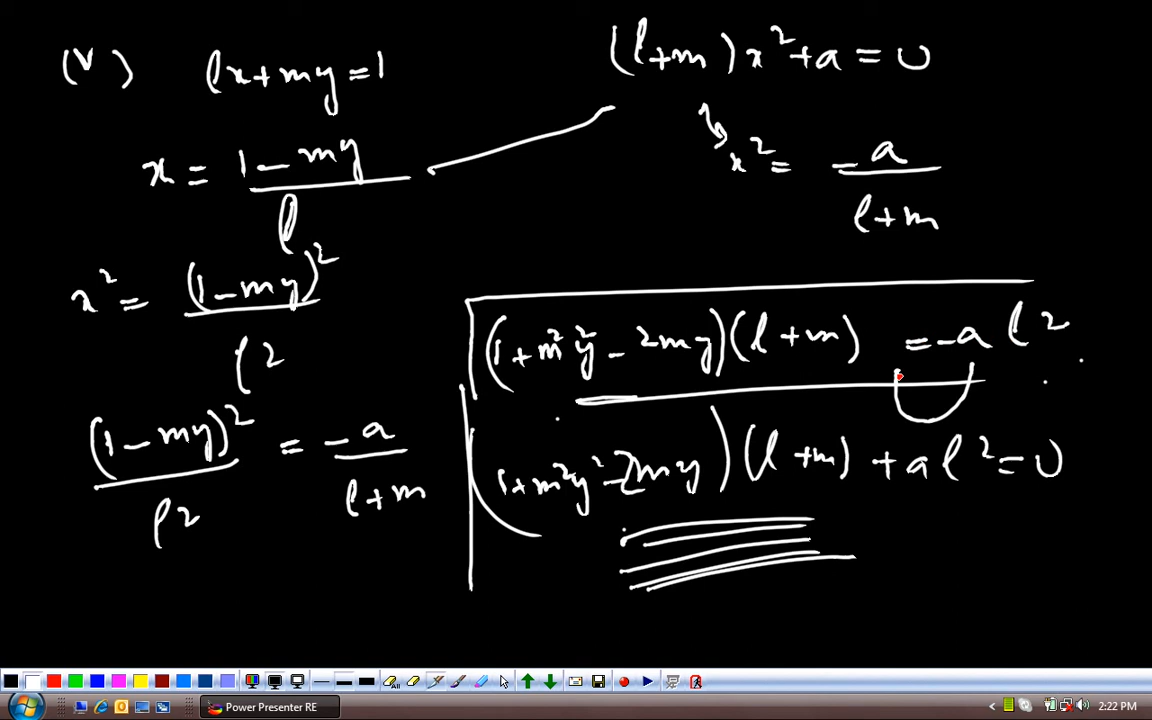 (V) lx+my=1
(l+m)x²+a=0
x = 1-my / l
x² = -a / l+m
x² = (1-my)² / l²
(1+m²y²-2my)(l+m) = -al²
(1-my)² / l² = -a / l+m
(1+m²y²-2my)(l+m)+al²=0
Power Presenter RE
2:22 PM